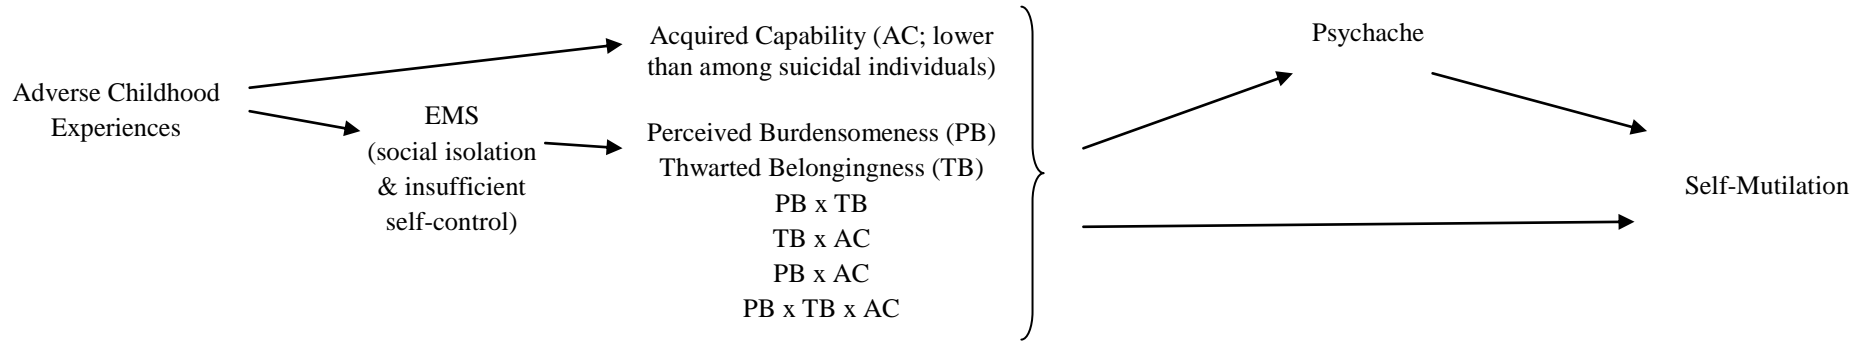 Adverse Childhood
Experiences
EMS
(social isolation
& insufficient
self-control)
Acquired Capability (AC; lower
than among suicidal individuals)
Perceived Burdensomeness (PB)
Thwarted Belongingness (TB)
PB x TB
TB x AC
PB x AC
PB x TB x AC
Psychache
Self-Mutilation